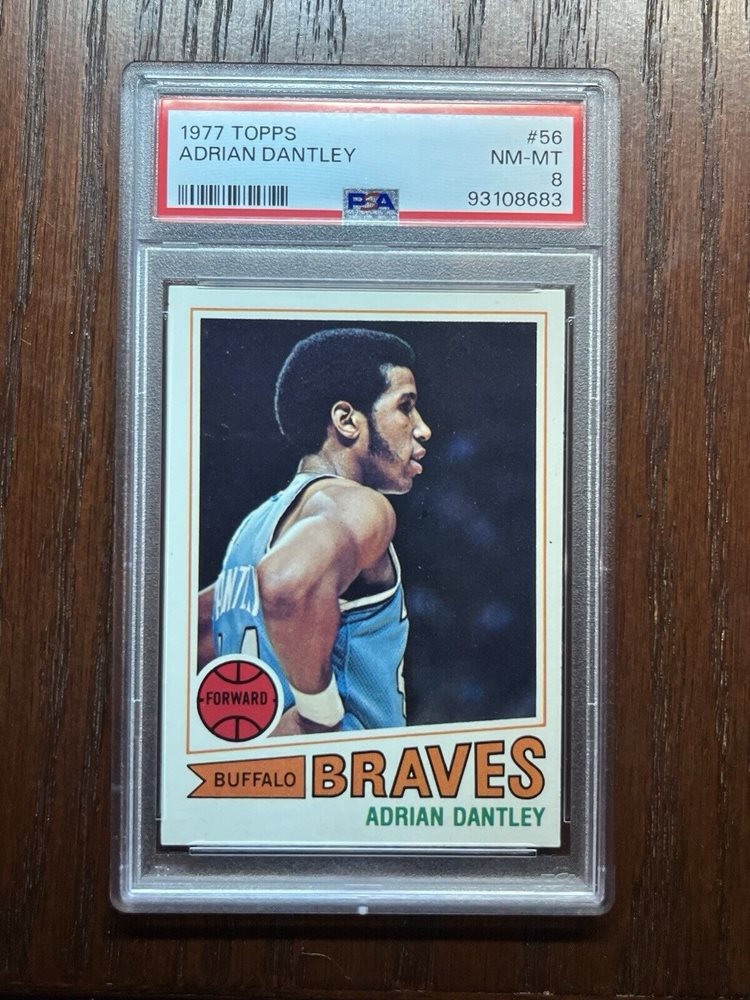 1977 TOPPS #56
ADRIAN DANTLEY NM-MT
8
PSA 93108683
FORWARD
BUFFALO BRAVES
ADRIAN DANTLEY